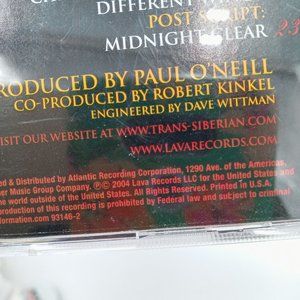 DIFFERENT
POST SCRIPT:
MIDNIGHT CLEAR
RODUCED BY PAUL O'NEILL
CO-PRODUCED BY ROBERT KINKEL
ENGINEERED BY DAVE WITTMAN
ISIT OUR WEBSITE AT WWW.TRANS-SIBERIAN.
WWW.LAVARECORDS.COM
ed & Distributed by Atlantic Recording Corporation, 1290 Ave. of the Americas,
er Music Group Company. ℗© 2004 Lava Records LLC for the United States and
he world outside of the United States. All Rights Reserved. Printed in U.S.A.
production of this recording is prohibited by Federal law and subject to criminal
nformation.com 93146-2